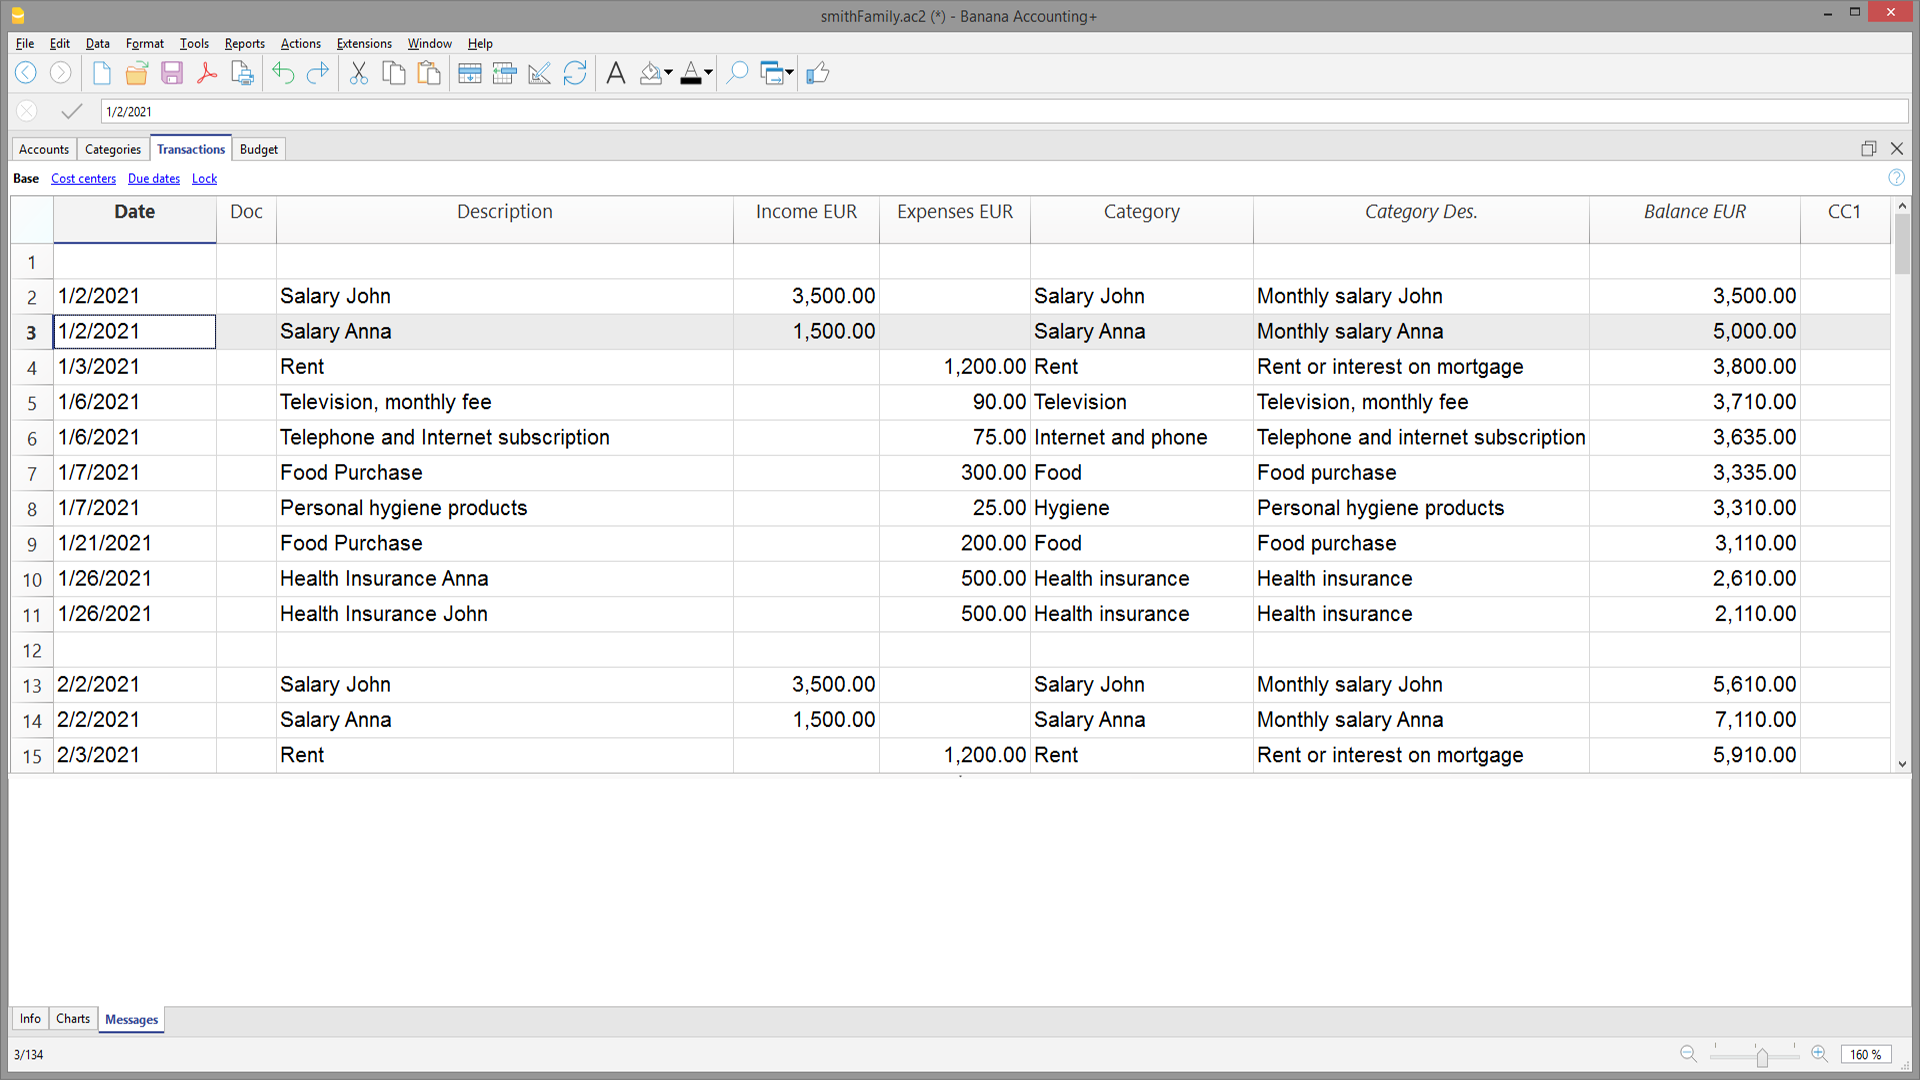 smithFamily.ac2 (*) - Banana Accounting+
File Edit Data Format Tools Reports Actions Extensions Window Help
1/2/2021
Accounts Categories Transactions Budget
Base Cost centers Due dates Lock
Date Doc Description Income EUR Expenses EUR Category Category Des. Balance EUR CC1
1
2 1/2/2021 Salary John 3,500.00 Salary John Monthly salary John 3,500.00
3 1/2/2021 Salary Anna 1,500.00 Salary Anna Monthly salary Anna 5,000.00
4 1/3/2021 Rent 1,200.00 Rent Rent or interest on mortgage 3,800.00
5 1/6/2021 Television, monthly fee 90.00 Television Television, monthly fee 3,710.00
6 1/6/2021 Telephone and Internet subscription 75.00 Internet and phone Telephone and internet subscription 3,635.00
7 1/7/2021 Food Purchase 300.00 Food Food purchase 3,335.00
8 1/7/2021 Personal hygiene products 25.00 Hygiene Personal hygiene products 3,310.00
9 1/21/2021 Food Purchase 200.00 Food Food purchase 3,110.00
10 1/26/2021 Health Insurance Anna 500.00 Health insurance Health insurance 2,610.00
11 1/26/2021 Health Insurance John 500.00 Health insurance Health insurance 2,110.00
12
13 2/2/2021 Salary John 3,500.00 Salary John Monthly salary John 5,610.00
14 2/2/2021 Salary Anna 1,500.00 Salary Anna Monthly salary Anna 7,110.00
15 2/3/2021 Rent 1,200.00 Rent Rent or interest on mortgage 5,910.00
Info Charts Messages
3/134 160 %